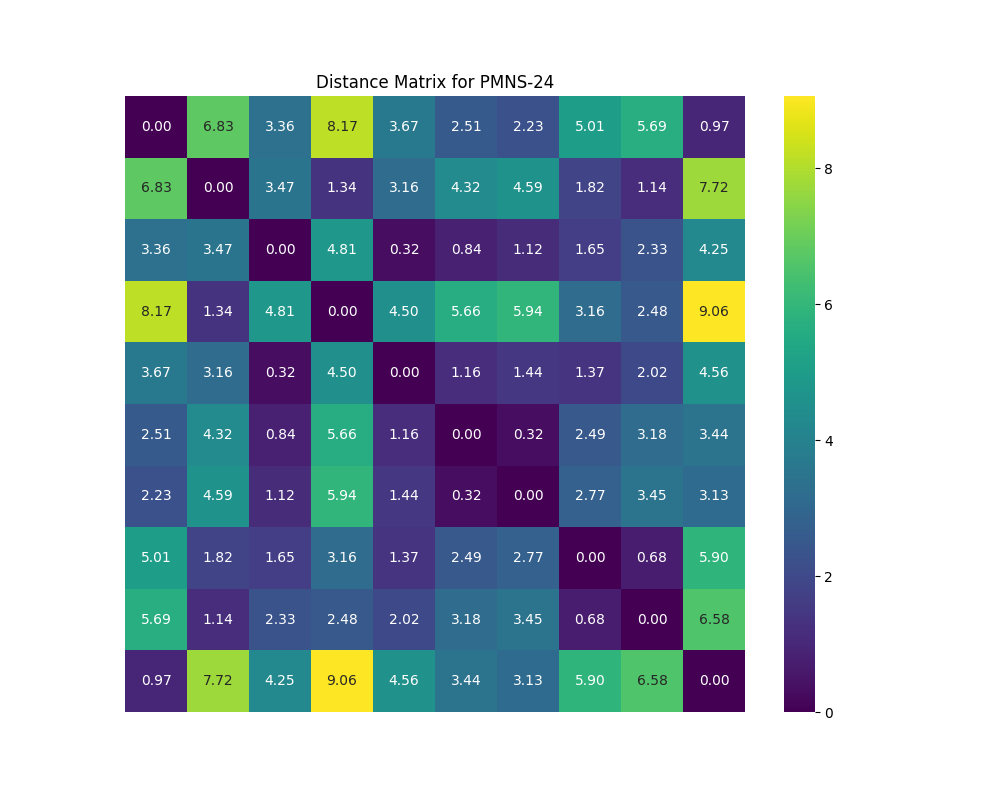 Distance Matrix for PMNS-24
0.00 6.83 3.36 8.17 3.67 2.51 2.23 5.01 5.69 0.97
6.83 0.00 3.47 1.34 3.16 4.32 4.59 1.82 1.14 7.72
3.36 3.47 0.00 4.81 0.32 0.84 1.12 1.65 2.33 4.25
8.17 1.34 4.81 0.00 4.50 5.66 5.94 3.16 2.48 9.06
3.67 3.16 0.32 4.50 0.00 1.16 1.44 1.37 2.02 4.56
2.51 4.32 0.84 5.66 1.16 0.00 0.32 2.49 3.18 3.44
2.23 4.59 1.12 5.94 1.44 0.32 0.00 2.77 3.45 3.13
5.01 1.82 1.65 3.16 1.37 2.49 2.77 0.00 0.68 5.90
5.69 1.14 2.33 2.48 2.02 3.18 3.45 0.68 0.00 6.58
0.97 7.72 4.25 9.06 4.56 3.44 3.13 5.90 6.58 0.00
8
6
4
2
0